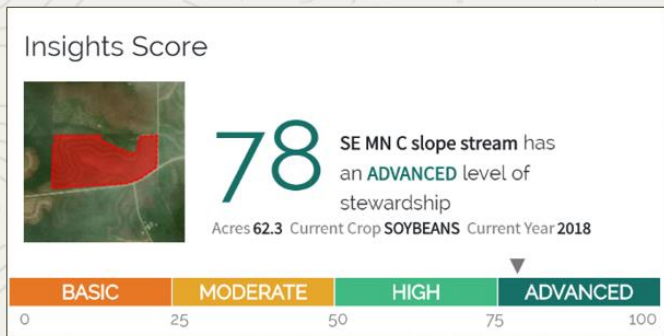 Insights Score
78
SE MN C slope stream has
an ADVANCED level of
stewardship
Acres 62.3 Current Crop SOYBEANS Current Year 2018
BASIC MODERATE HIGH ADVANCED
0 25 50 75 100